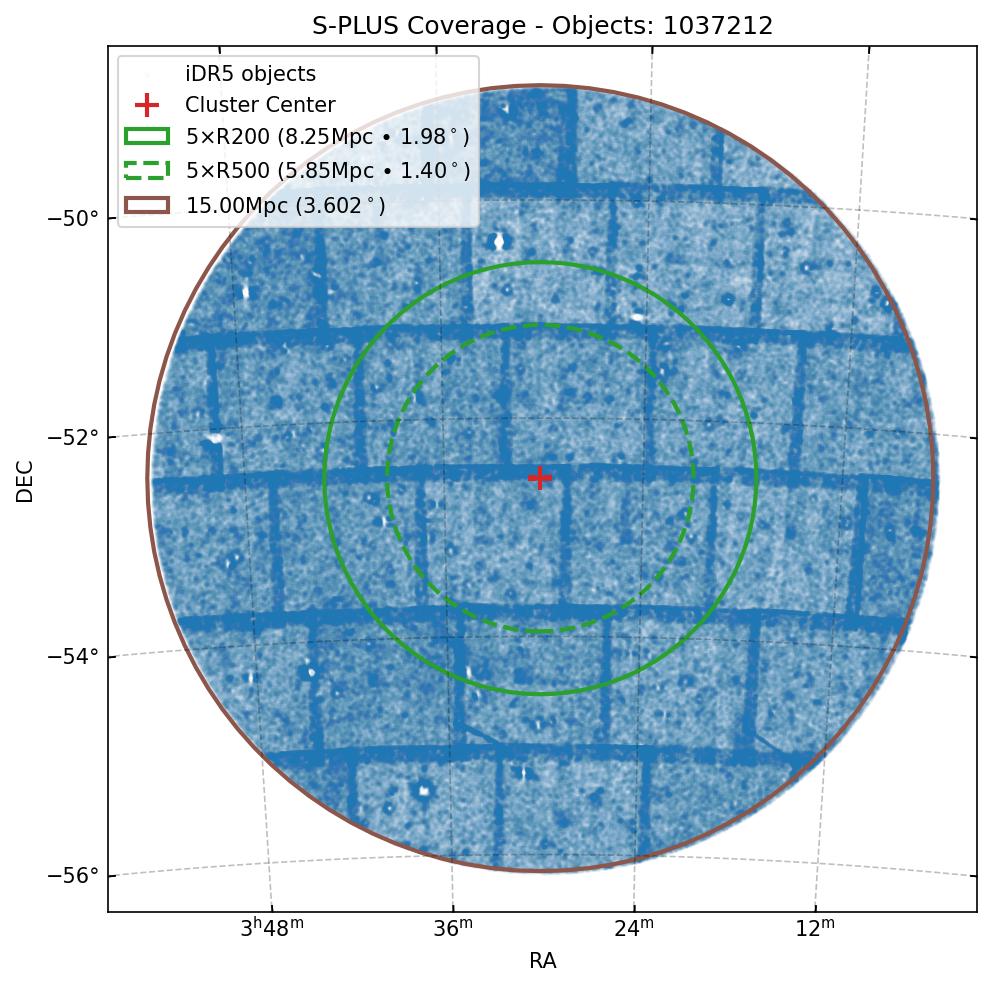 S-PLUS Coverage - Objects: 1037212
iDR5 objects
Cluster Center
5×R200 (8.25Mpc • 1.98°)
5×R500 (5.85Mpc • 1.40°)
15.00Mpc (3.602°)
−50°
−52°
−54°
−56°
DEC
3ʰ48ᵐ 36ᵐ 24ᵐ 12ᵐ
RA